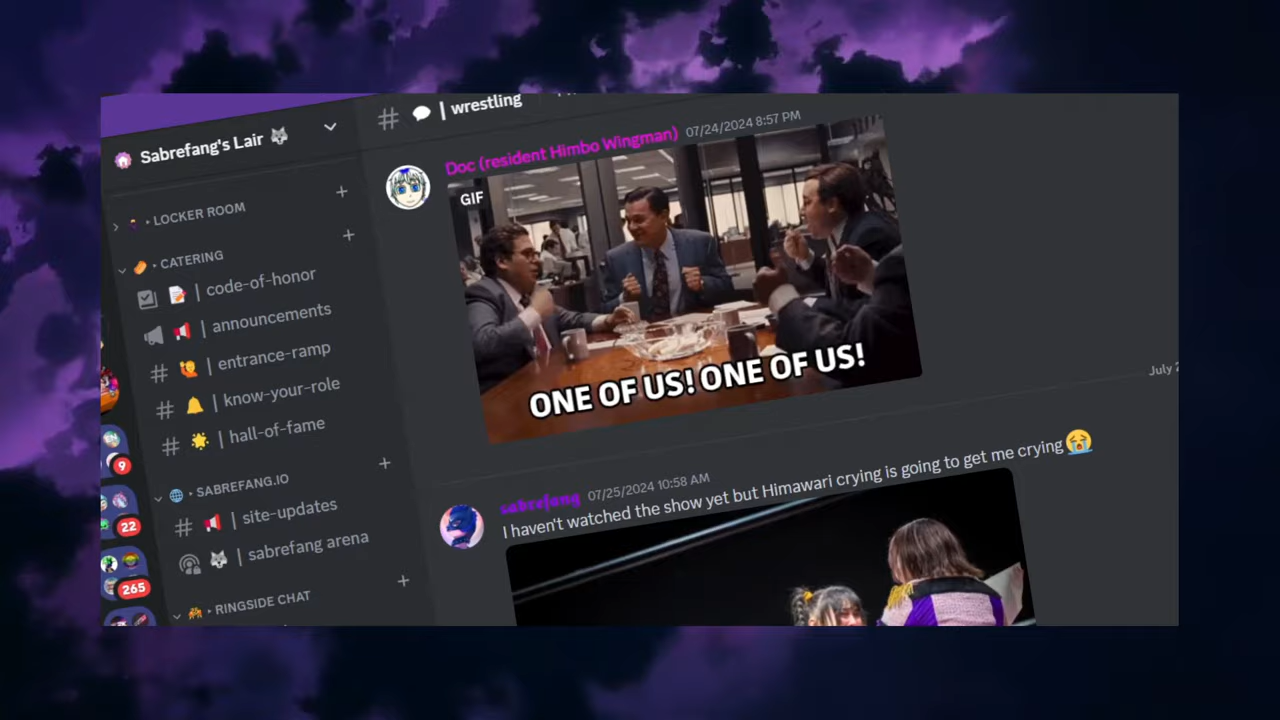 Sabrefang's Lair
LOCKER ROOM
CATERING
code-of-honor
announcements
entrance-ramp
know-your-role
hall-of-fame
SABREFANG.IO
site-updates
sabrefang arena
RINGSIDE CHAT
9
22
265
| wrestling
Doc (resident Himbo Wingman) 07/24/2024 8:57 PM
GIF
ONE OF US! ONE OF US!
July
sabrefang 07/25/2024 10:58 AM
I haven't watched the show yet but Himawari crying is going to get me crying 😭